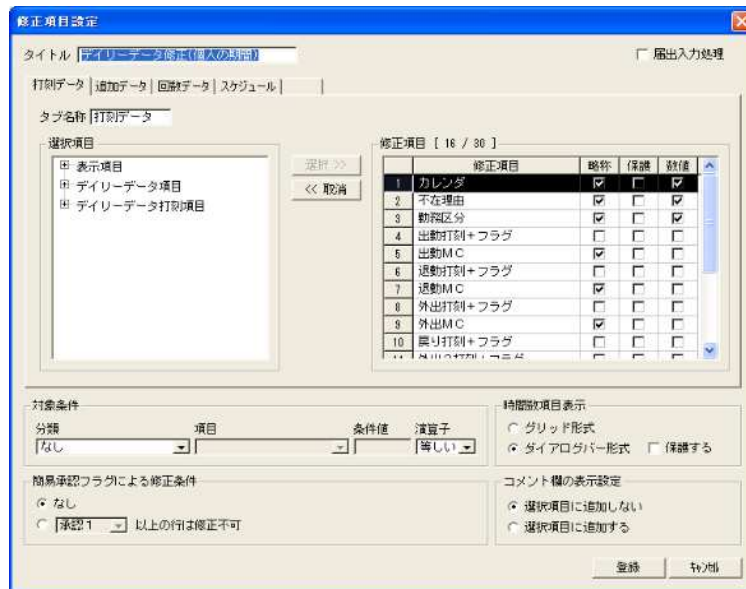 修正項目設定
タイトル デイリーデータ修正(個人の期間)
届出入力処理
打刻データ 追加データ 回数データ スケジュール
タブ名称 打刻データ
選択項目
表示項目
デイリーデータ項目
デイリーデータ打刻項目
選択 >>
<< 取消
修正項目 [ 16 / 30 ]
修正項目 略称 保護 数値
1 カレンダ
2 不在理由
3 勤務区分
4 出勤打刻+フラグ
5 出勤MC
6 退勤打刻+フラグ
7 退勤MC
8 外出打刻+フラグ
9 外出MC
10 戻り打刻+フラグ
11 外出2打刻+フラグ
対象条件
分類 項目 条件値 演算子
なし 等しい
時間数項目表示
グリッド形式
ダイアログバー形式 保護する
簡易承認フラグによる修正条件
なし
承認1 以上の行は修正不可
コメント欄の表示設定
選択項目に追加しない
選択項目に追加する
登録 キャンセル